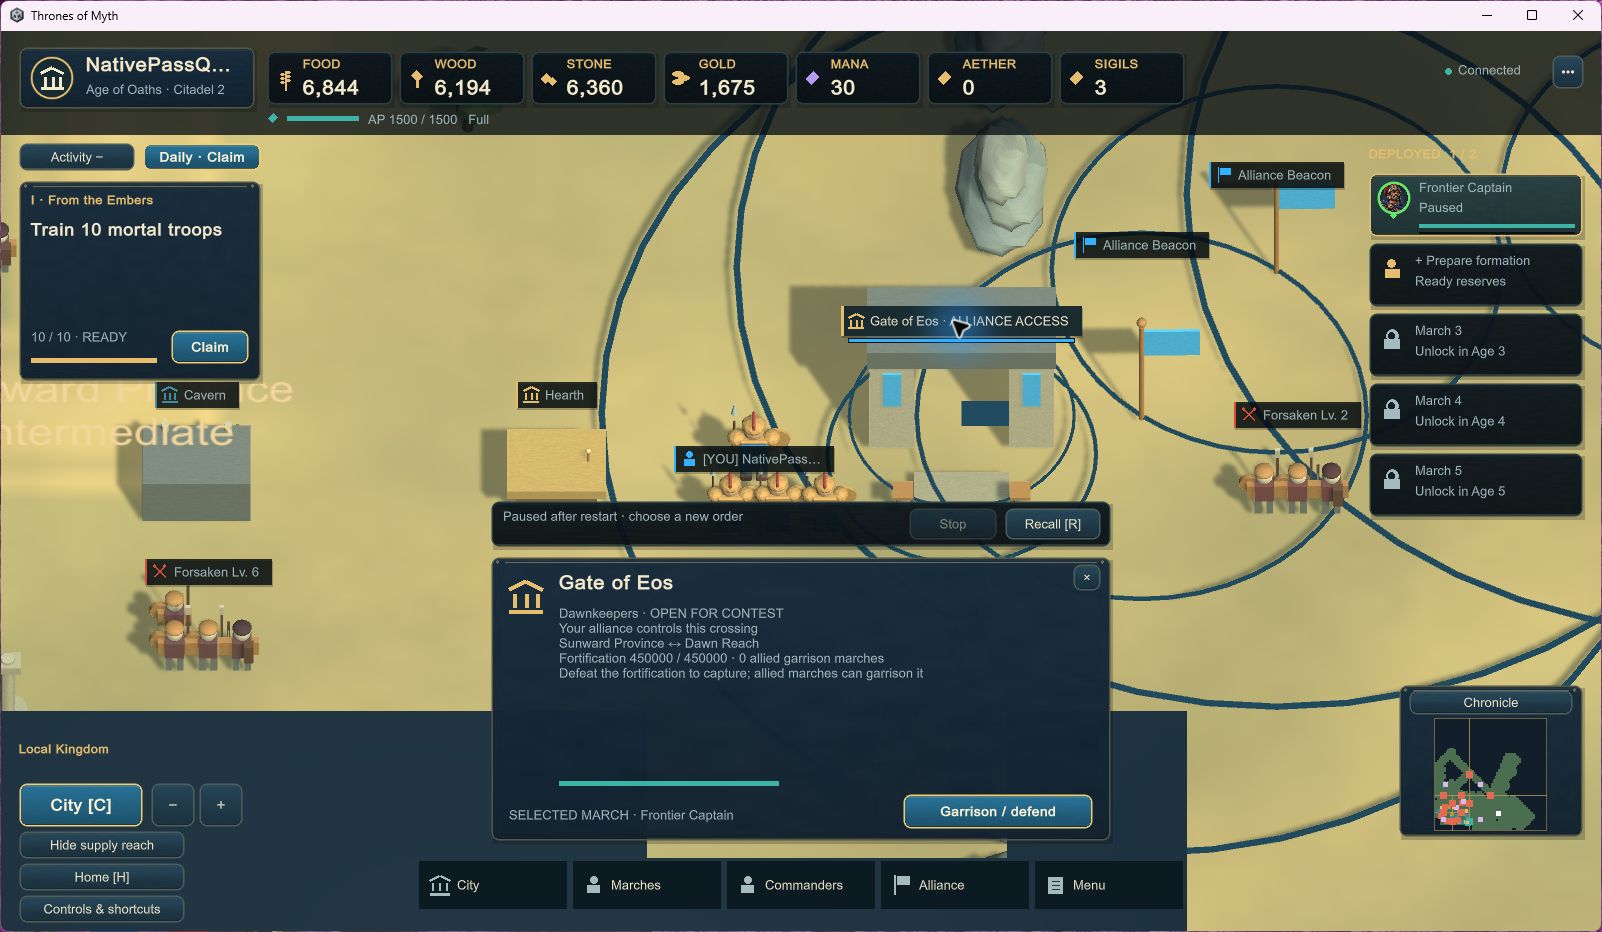 Thrones of Myth
NativePassQ...
Age of Oaths · Citadel 2
FOOD
6,844
WOOD
6,194
STONE
6,360
GOLD
1,675
MANA
30
AETHER
0
SIGILS
3
Connected
AP 1500 / 1500 Full
Activity –
Daily · Claim
I · From the Embers
Train 10 mortal troops
10 / 10 · READY
Claim
DEPLOYED 1 / 2
Frontier Captain
Paused
+ Prepare formation
Ready reserves
March 3
Unlock in Age 3
March 4
Unlock in Age 4
March 5
Unlock in Age 5
Alliance Beacon
Alliance Beacon
Gate of Eos · ALLIANCE ACCESS
Cavern
Hearth
Forsaken Lv. 2
[YOU] NativePass...
Forsaken Lv. 6
Paused after restart · choose a new order
Stop
Recall [R]
Gate of Eos
×
Dawnkeepers · OPEN FOR CONTEST
Your alliance controls this crossing
Sunward Province ↔ Dawn Reach
Fortification 450000 / 450000 · 0 allied garrison marches
Defeat the fortification to capture; allied marches can garrison it
SELECTED MARCH · Frontier Captain
Garrison / defend
Chronicle
Local Kingdom
City [C]
–
+
Hide supply reach
Home [H]
Controls & shortcuts
City
Marches
Commanders
Alliance
Menu